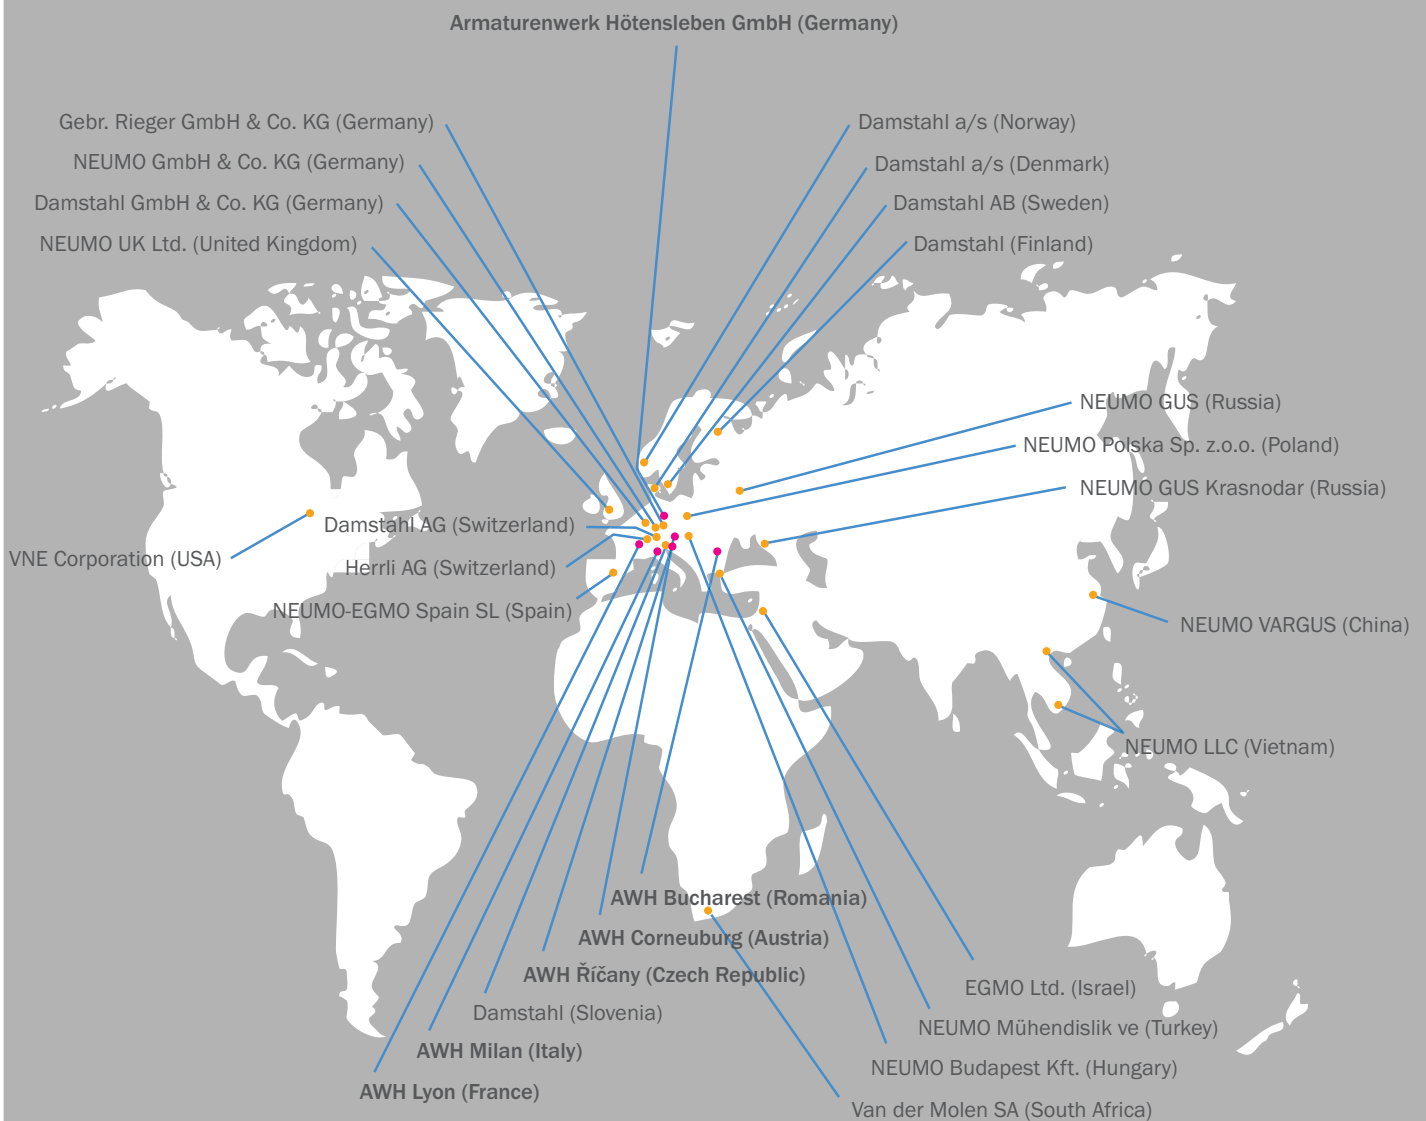 Armaturenwerk Hötensleben GmbH (Germany)
Gebr. Rieger GmbH & Co. KG (Germany)
NEUMO GmbH & Co. KG (Germany)
Damstahl GmbH & Co. KG (Germany)
NEUMO UK Ltd. (United Kingdom)
Damstahl a/s (Norway)
Damstahl a/s (Denmark)
Damstahl AB (Sweden)
Damstahl (Finland)
NEUMO GUS (Russia)
NEUMO Polska Sp. z.o.o. (Poland)
NEUMO GUS Krasnodar (Russia)
Damstahl AG (Switzerland)
VNE Corporation (USA)
Herrli AG (Switzerland)
NEUMO-EGMO Spain SL (Spain)
NEUMO VARGUS (China)
NEUMO LLC (Vietnam)
AWH Bucharest (Romania)
AWH Corneuburg (Austria)
AWH Říčany (Czech Republic)
Damstahl (Slovenia)
AWH Milan (Italy)
AWH Lyon (France)
EGMO Ltd. (Israel)
NEUMO Mühendislik ve (Turkey)
NEUMO Budapest Kft. (Hungary)
Van der Molen SA (South Africa)